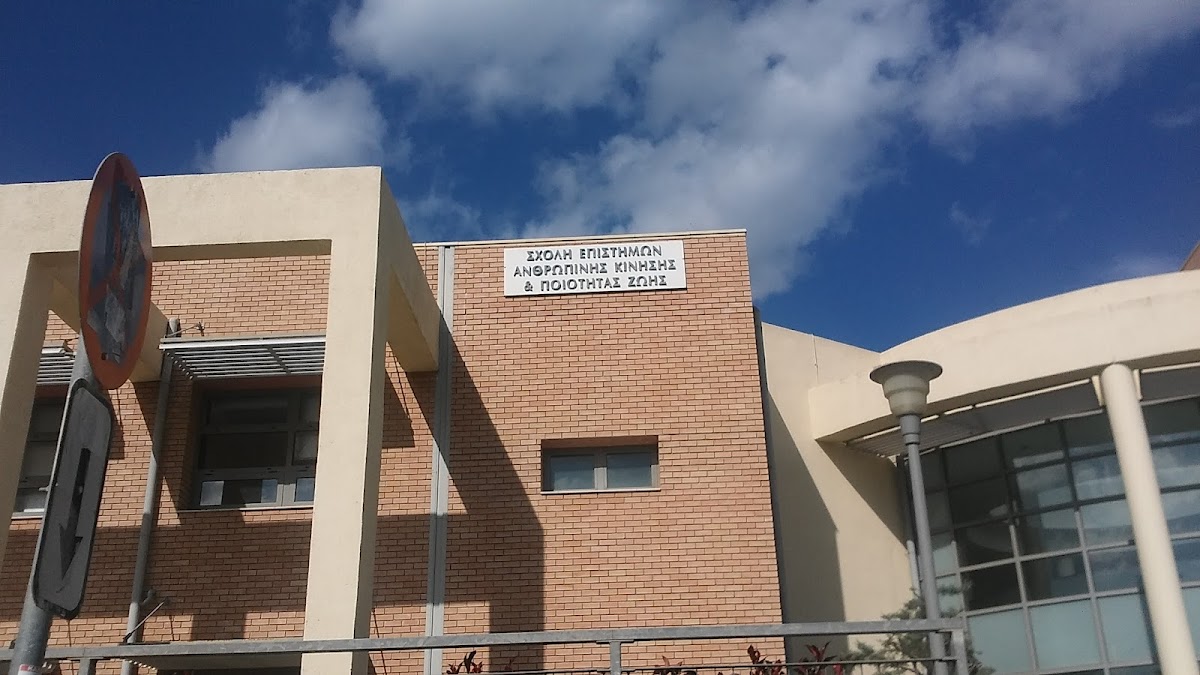 ΣΧΟΛΗ ΕΠΙΣΤΗΜΩΝ
ΑΝΘΡΩΠΙΝΗΣ ΚΙΝΗΣΗΣ
& ΠΟΙΟΤΗΤΑΣ ΖΩΗΣ